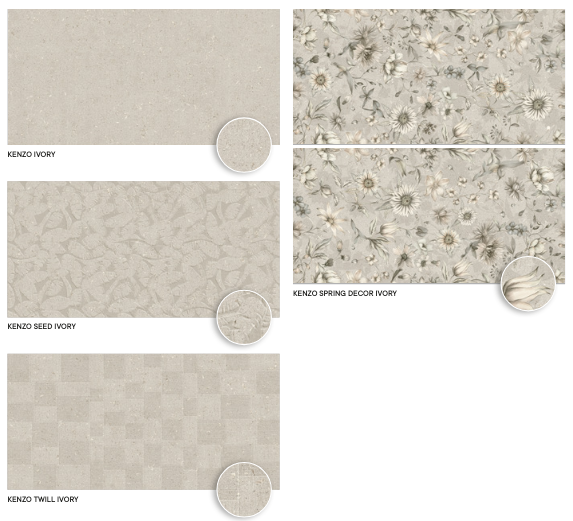 KENZO IVORY
KENZO SEED IVORY
KENZO TWILL IVORY
KENZO SPRING DECOR IVORY